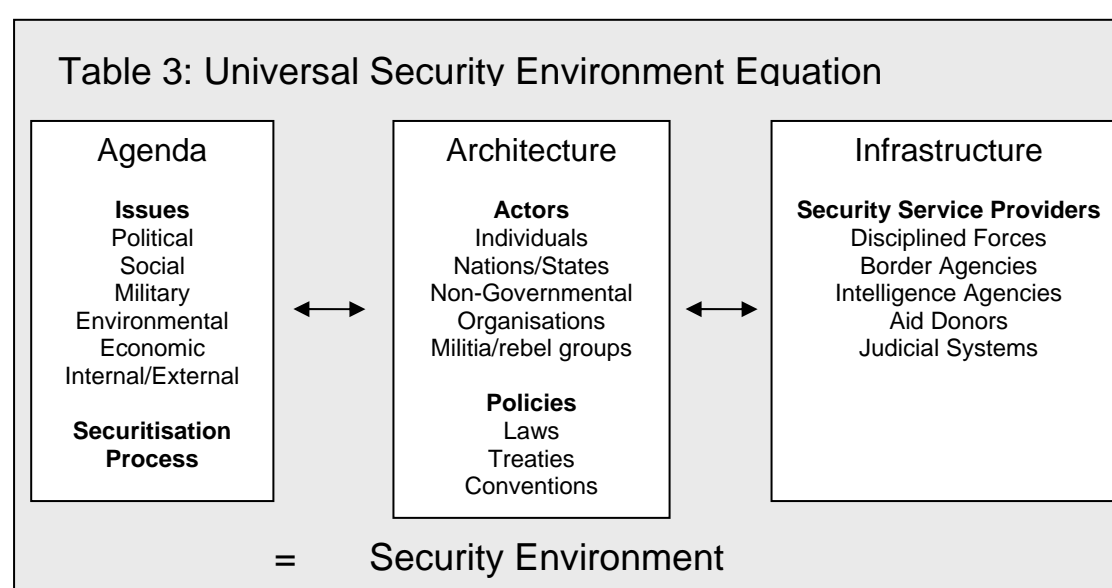 Table 3: Universal Security Environment Equation
Agenda
Issues
Political
Social
Military
Environmental
Economic
Internal/External
Securitisation
Process
Architecture
Actors
Individuals
Nations/States
Non-Governmental
Organisations
Militia/rebel groups
Policies
Laws
Treaties
Conventions
Infrastructure
Security Service Providers
Disciplined Forces
Border Agencies
Intelligence Agencies
Aid Donors
Judicial Systems
= Security Environment